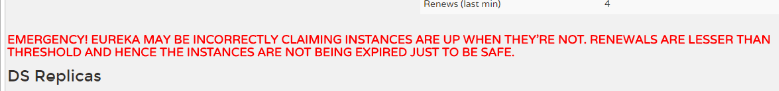 Renews (last min) 4
EMERGENCY! EUREKA MAY BE INCORRECTLY CLAIMING INSTANCES ARE UP WHEN THEY'RE NOT. RENEWALS ARE LESSER THAN
THRESHOLD AND HENCE THE INSTANCES ARE NOT BEING EXPIRED JUST TO BE SAFE.
DS Replicas